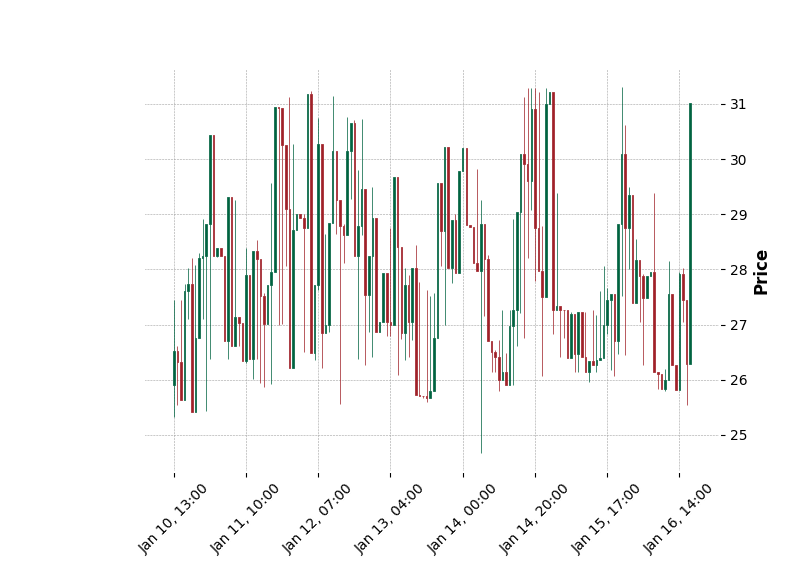 31
30
29
28
27
26
25
Price
Jan 10, 13:00
Jan 11, 10:00
Jan 12, 07:00
Jan 13, 04:00
Jan 14, 00:00
Jan 14, 20:00
Jan 15, 17:00
Jan 16, 14:00